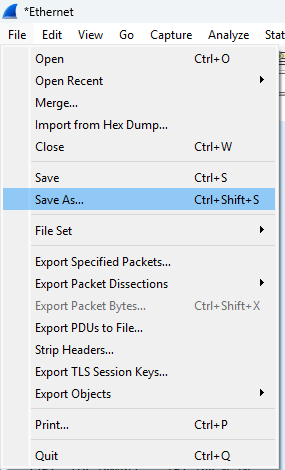 *Ethernet
File Edit View Go Capture Analyze
Open Ctrl+O
Open Recent
Merge...
Import from Hex Dump...
Close Ctrl+W
Save Ctrl+S
Save As... Ctrl+Shift+S
File Set
Export Specified Packets...
Export Packet Dissections
Export Packet Bytes... Ctrl+Shift+X
Export PDUs to File...
Strip Headers...
Export TLS Session Keys...
Export Objects
Print... Ctrl+P
Quit Ctrl+Q